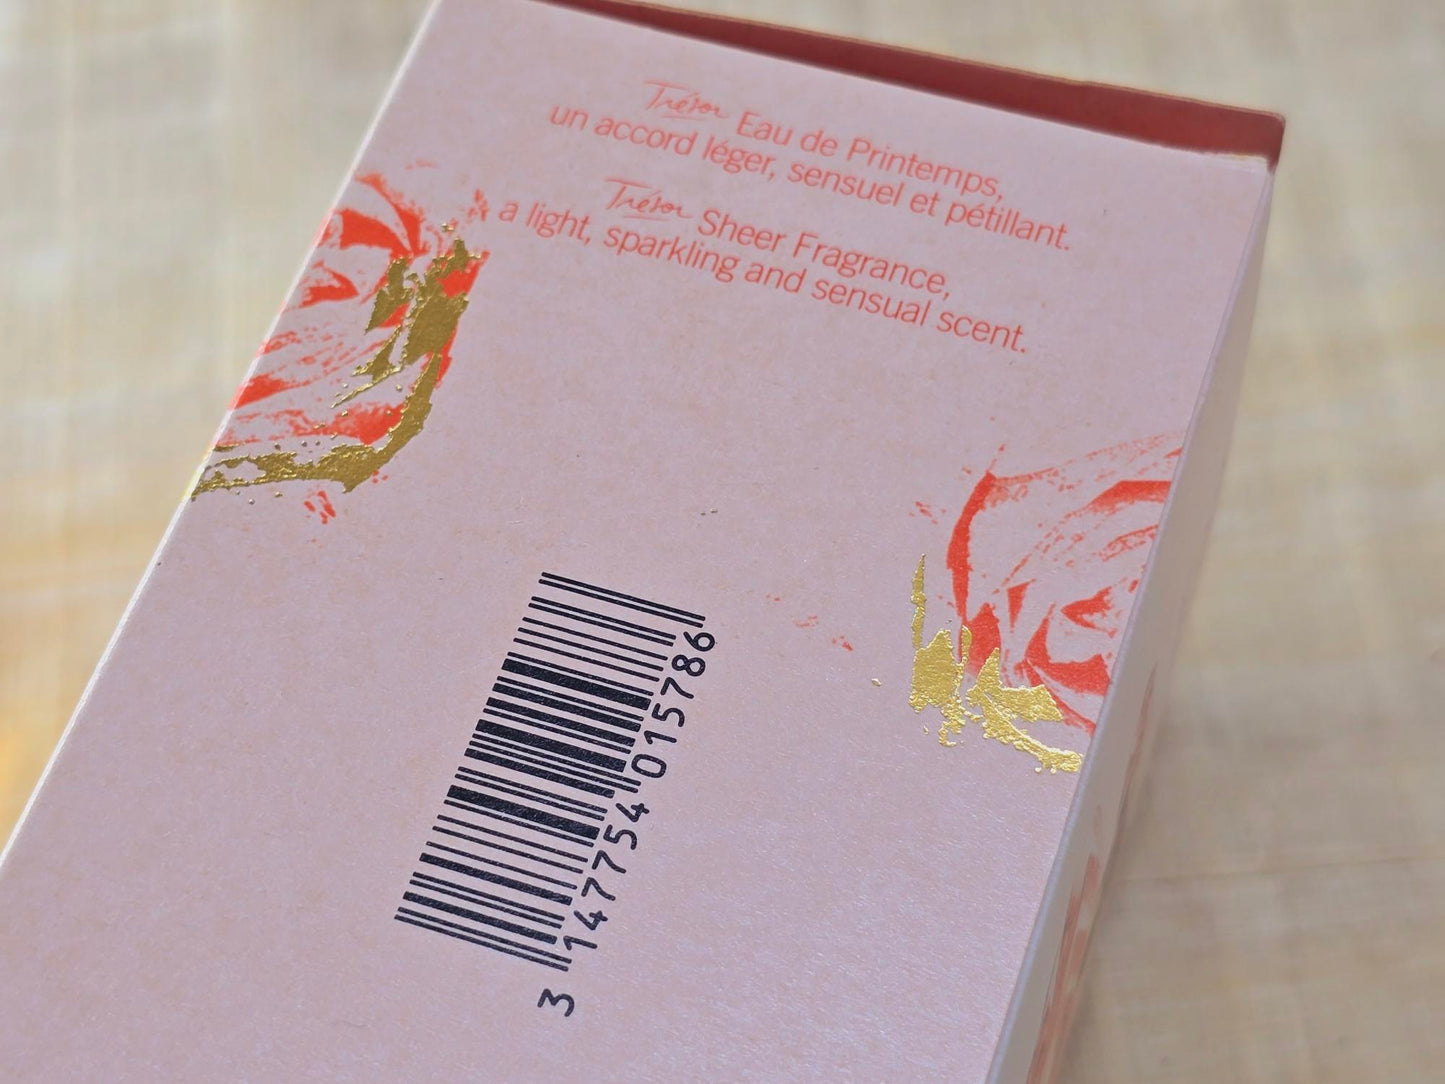 Trésor Eau de Printemps,
un accord léger, sensuel et pétillant.
Trésor Sheer Fragrance,
a light, sparkling and sensual scent.
3 147754 015786